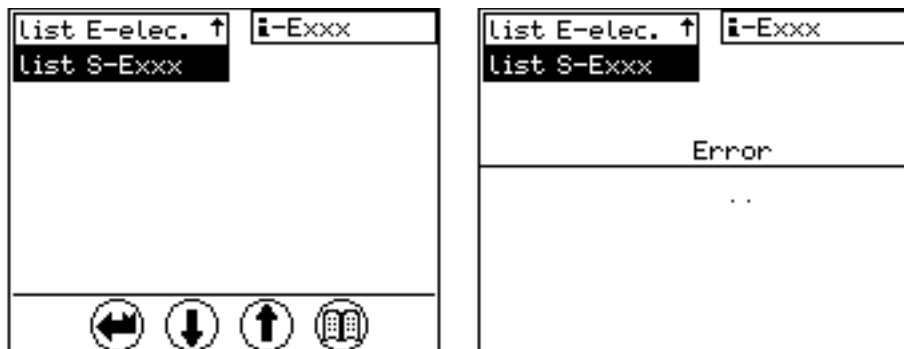 list E-elec. ↑
i-Exxx
list S-Exxx
list E-elec. ↑
i-Exxx
list S-Exxx
Error
..